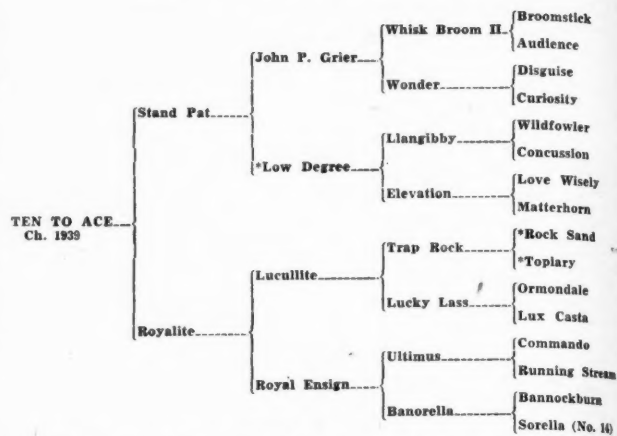 Broomstick
Whisk Broom II
Audience
John P. Grier
Disguise
Wonder
Curiosity
Stand Pat
Wildfowler
Llangibby
Concussion
*Low Degree
Love Wisely
Elevation
Matterhorn
TEN TO ACE
Ch. 1939
*Rock Sand
Trap Rock
*Toplary
Lucullite
Ormondale
Lucky Lass
Lux Casta
Royalite
Commando
Ultimus
Running Stream
Royal Ensign
Bannockburn
Banorella
Sorella (No. 14)